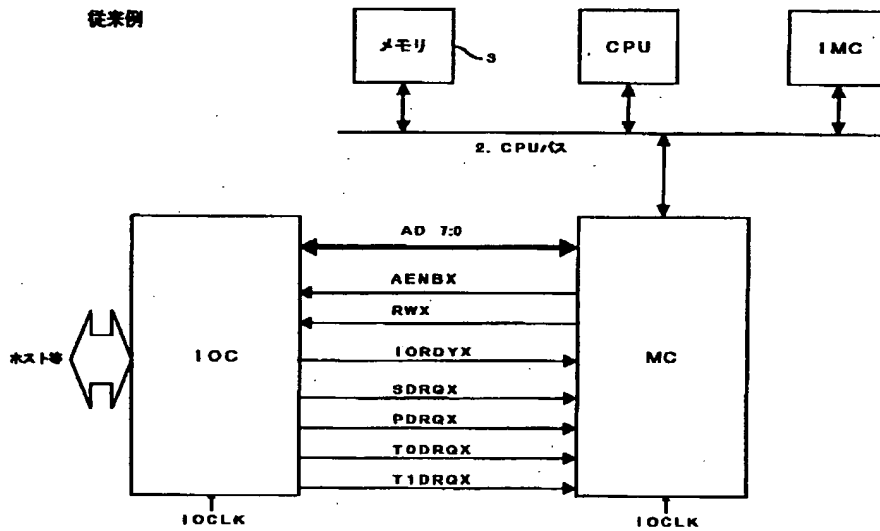 従来例
メモリ
3
CPU
IMC
2. CPUバス
AD 7:0
AENBX
RWX
IORDYX
SDRQX
PDRQX
T0DRQX
T1DRQX
IOC
MC
ホスト等
IOCLK
IOCLK